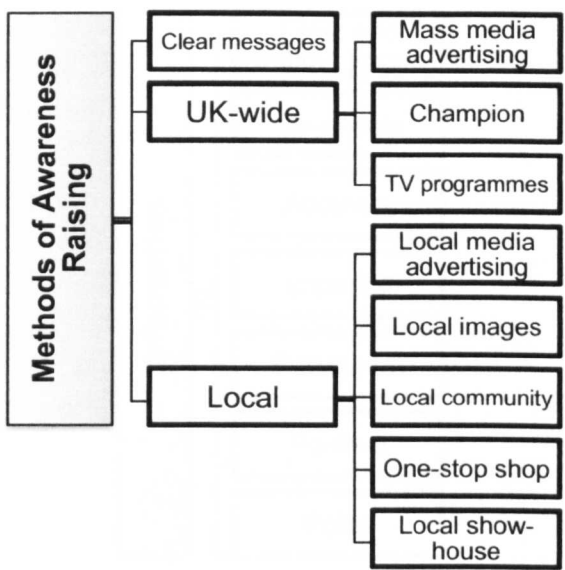 Methods of Awareness
Raising
Clear messages
UK-wide
Mass media
advertising
Champion
TV programmes
Local
Local media
advertising
Local images
Local community
One-stop shop
Local show-
house